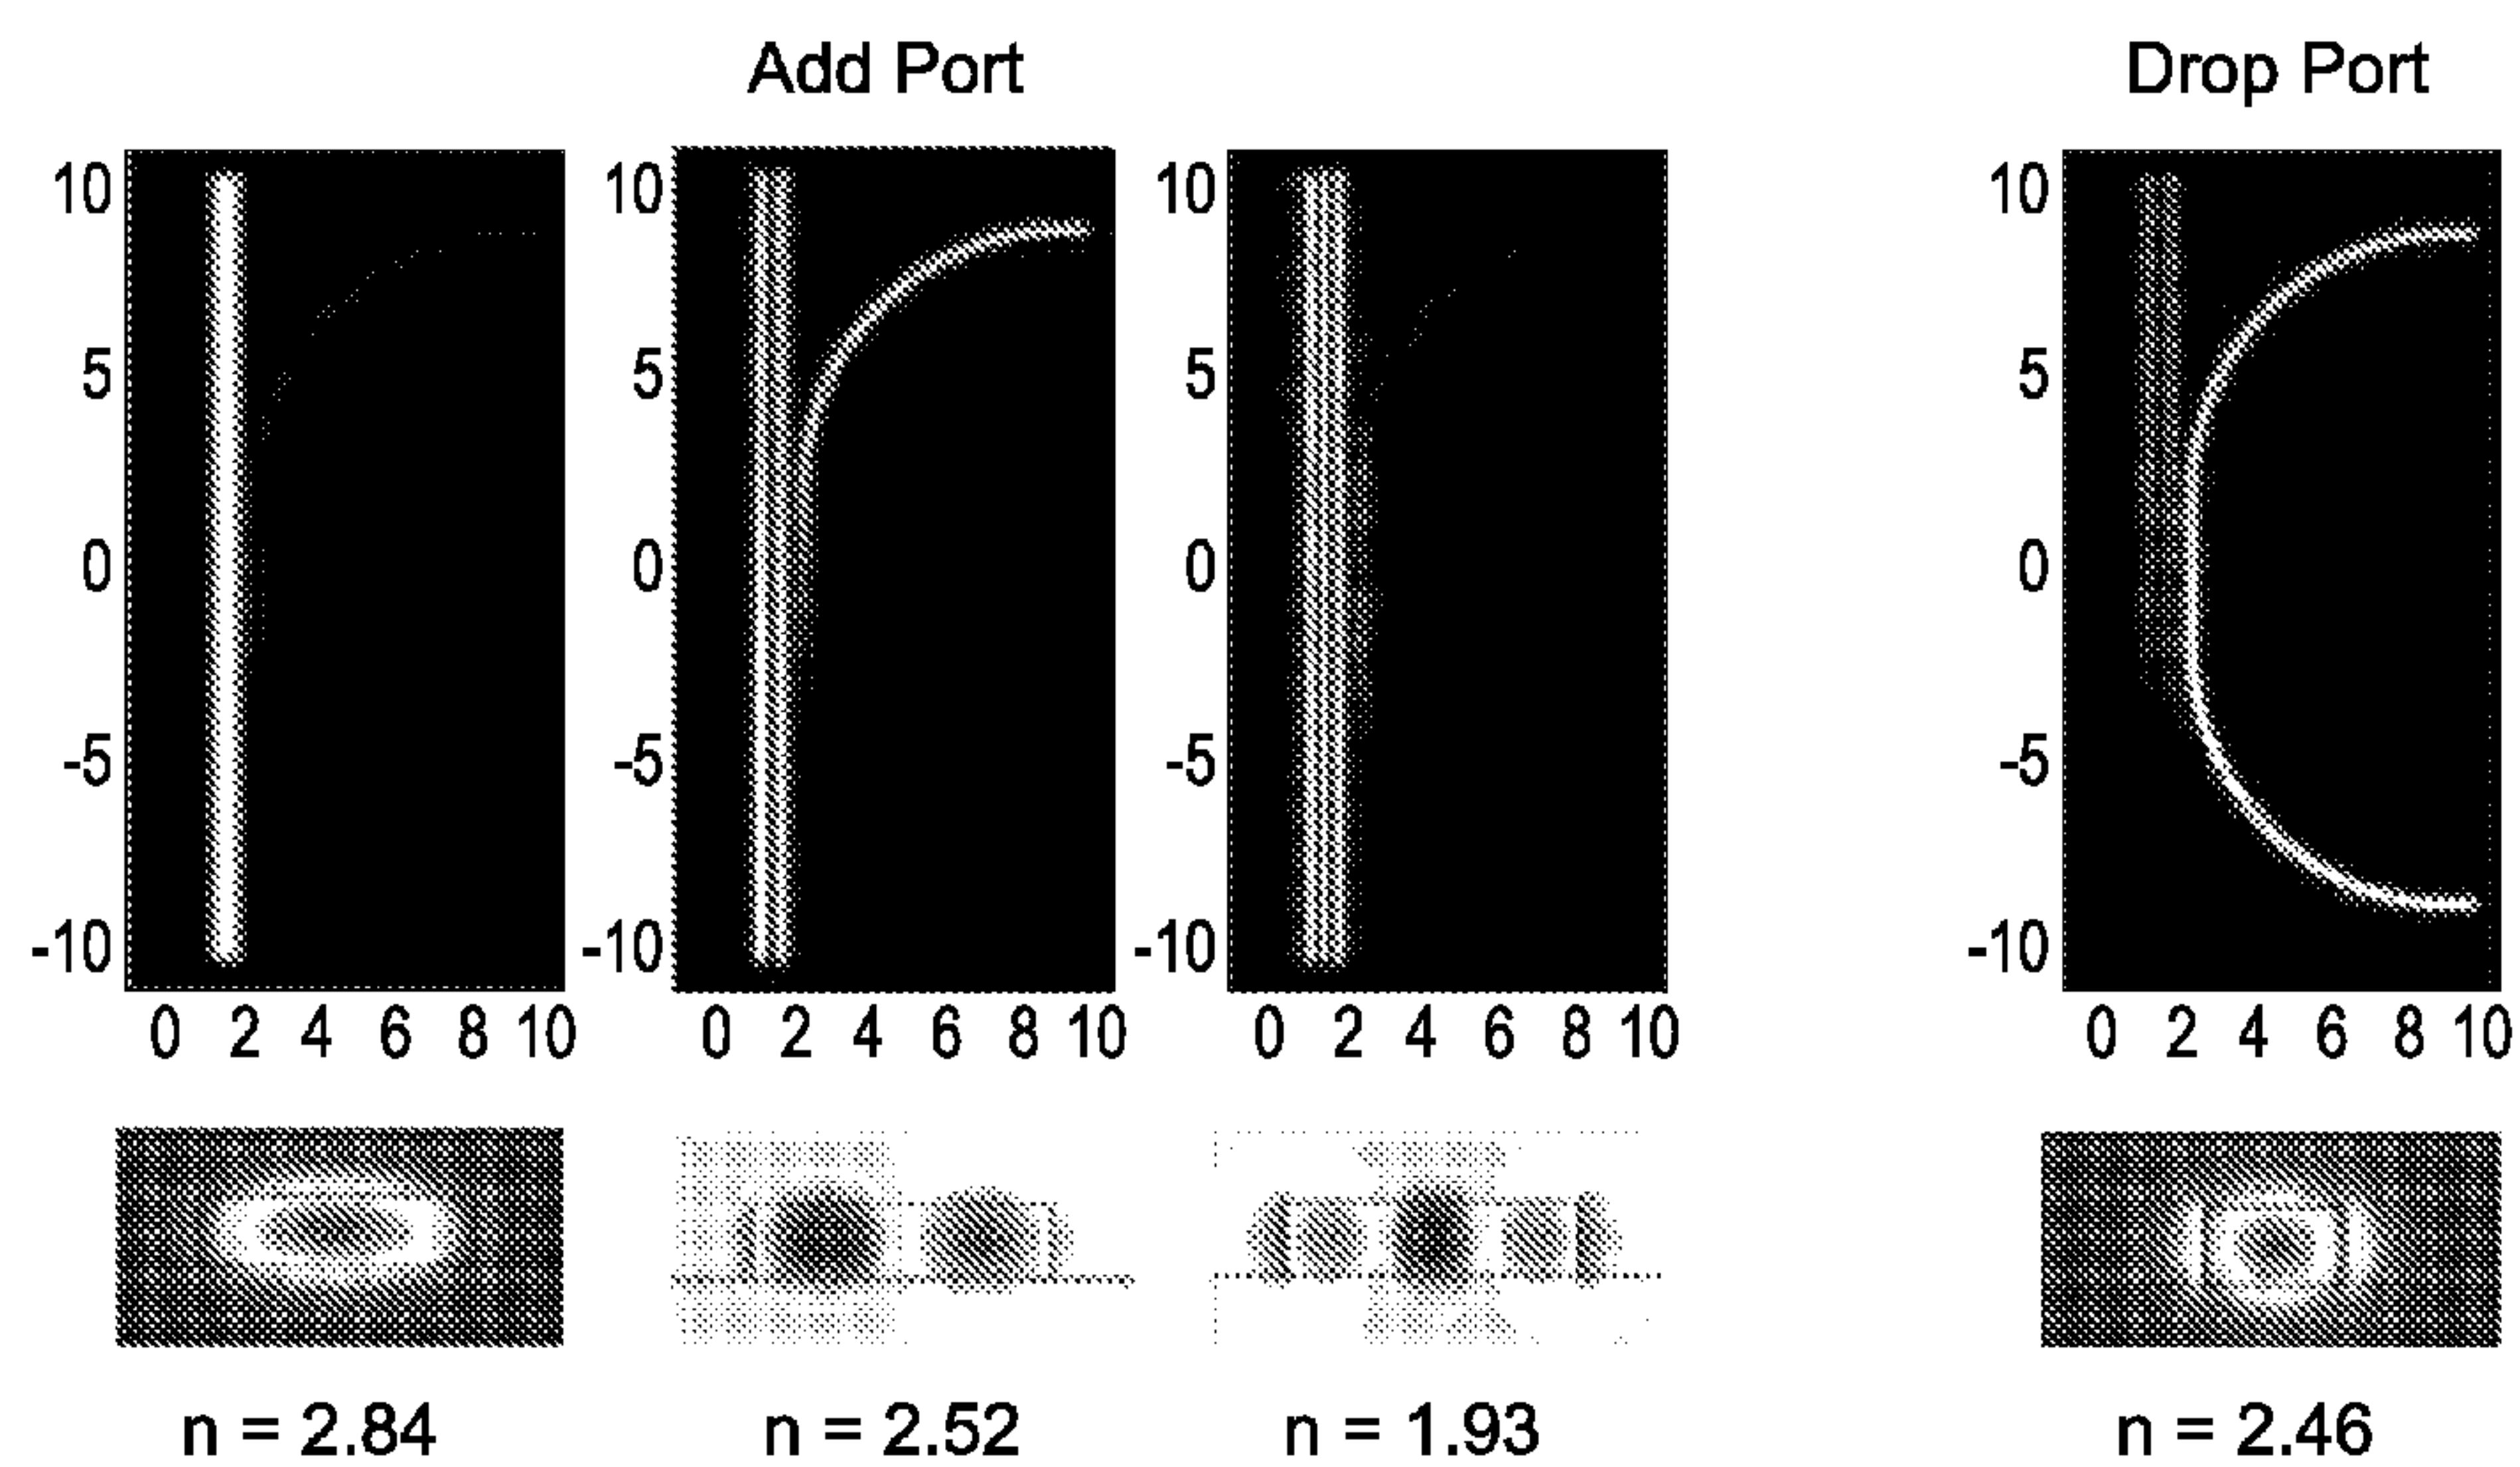 Add Port
Drop Port
10 10 10 10
5 5 5 5
0 0 0 0
-5 -5 -5 -5
-10 -10 -10 -10
0 2 4 6 8 10 0 2 4 6 8 10 0 2 4 6 8 10 0 2 4 6 8 10
n = 2.84
n = 2.52
n = 1.93
n = 2.46